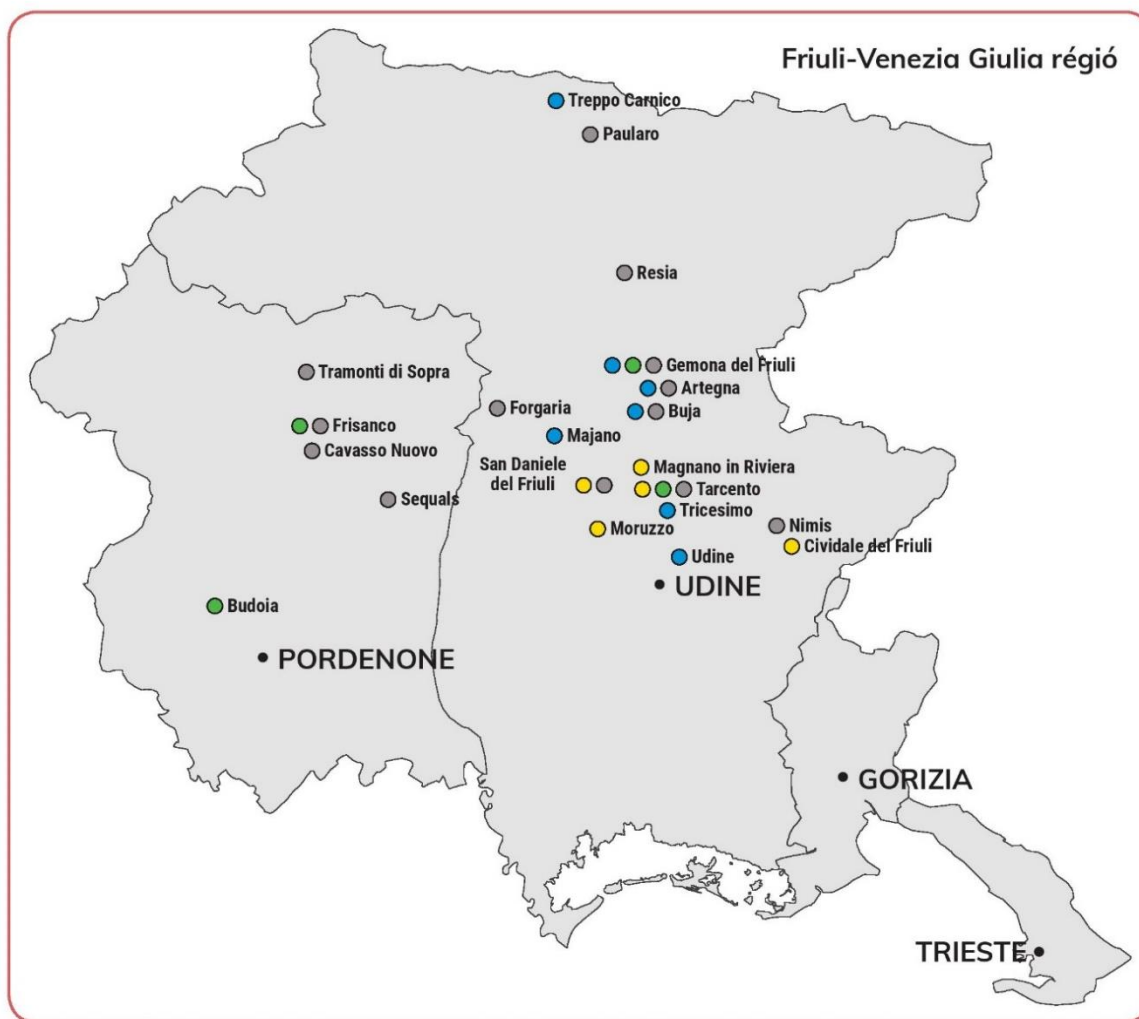 Friuli-Venezia Giulia régió
Treppo Carnico
Paularo
Resia
Gemona del Friuli
Tramonti di Sopra
Artegna
Forgaria
Buja
Frisanco
Majano
Cavasso Nuovo
San Daniele
del Friuli
Magnano in Riviera
Tarcento
Sequals
Tricesimo
Moruzzo
Nimis
Cividale del Friuli
Udine
UDINE
Budoia
PORDENONE
GORIZIA
TRIESTE